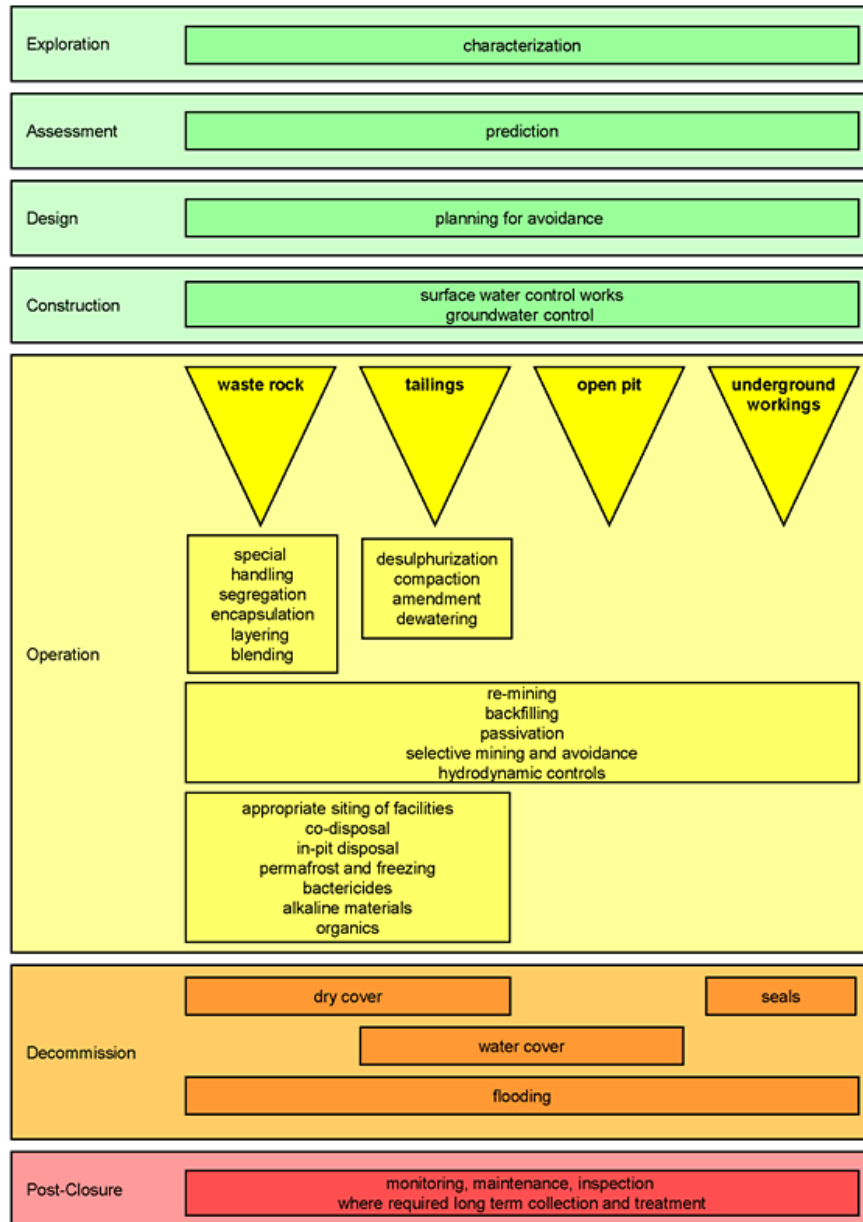 Exploration
characterization
Assessment
prediction
Design
planning for avoidance
Construction
surface water control works
groundwater control
Operation
waste rock
tailings
open pit
underground
workings
special
handling
segregation
encapsulation
layering
blending
desulphurization
compaction
amendment
dewatering
re-mining
backfilling
passivation
selective mining and avoidance
hydrodynamic controls
appropriate siting of facilities
co-disposal
in-pit disposal
permafrost and freezing
bactericides
alkaline materials
organics
Decommission
dry cover
seals
water cover
flooding
Post-Closure
monitoring, maintenance, inspection
where required long term collection and treatment